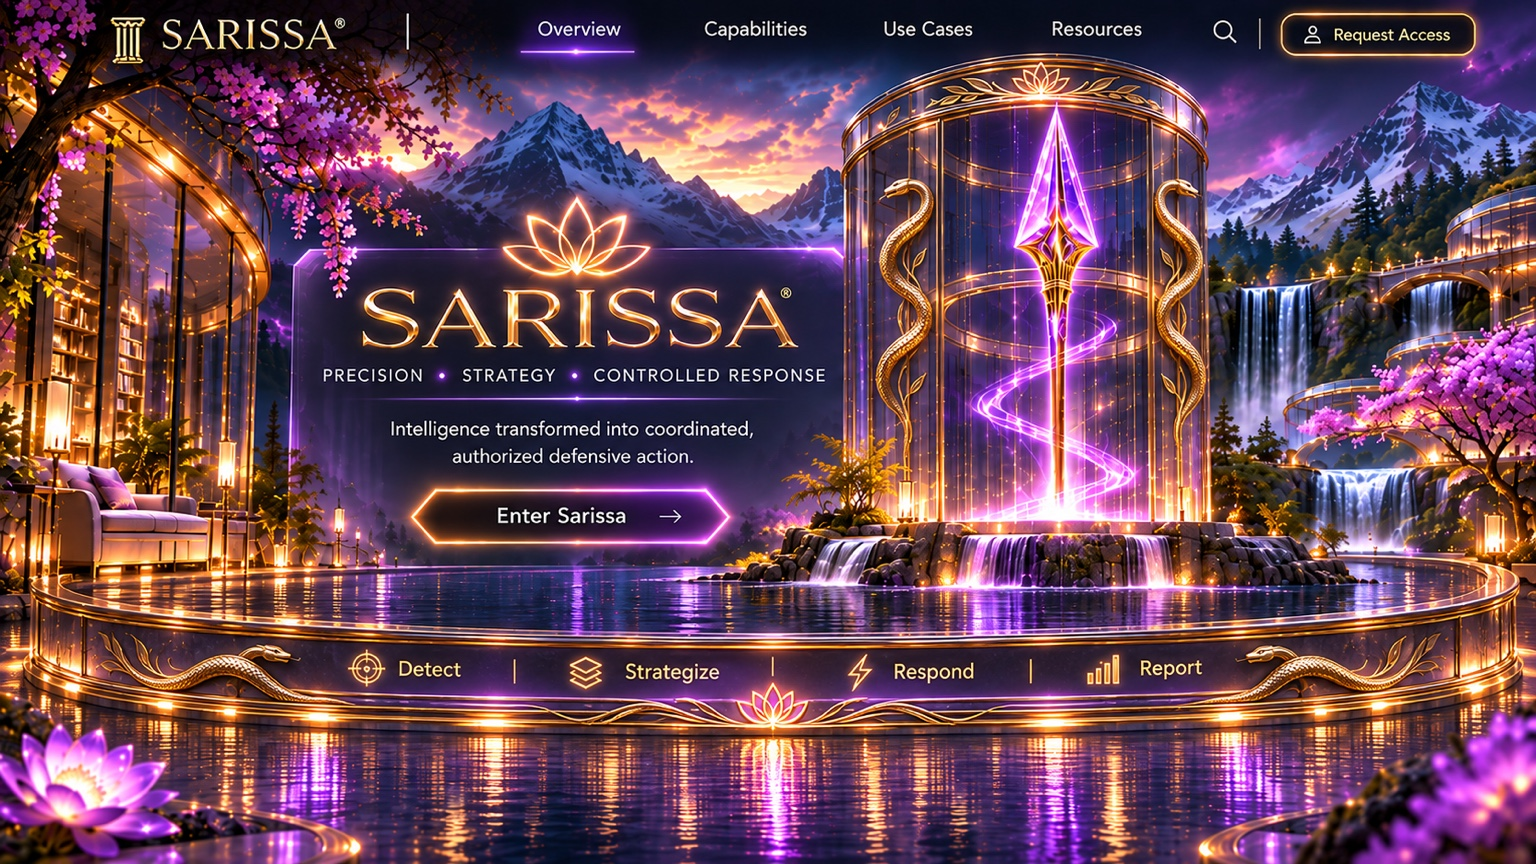 SARISSA®
Overview
Capabilities
Use Cases
Resources
Request Access
SARISSA®
PRECISION • STRATEGY • CONTROLLED RESPONSE
Intelligence transformed into coordinated,
authorized defensive action.
Enter Sarissa →
Detect | Strategize | Respond | Report